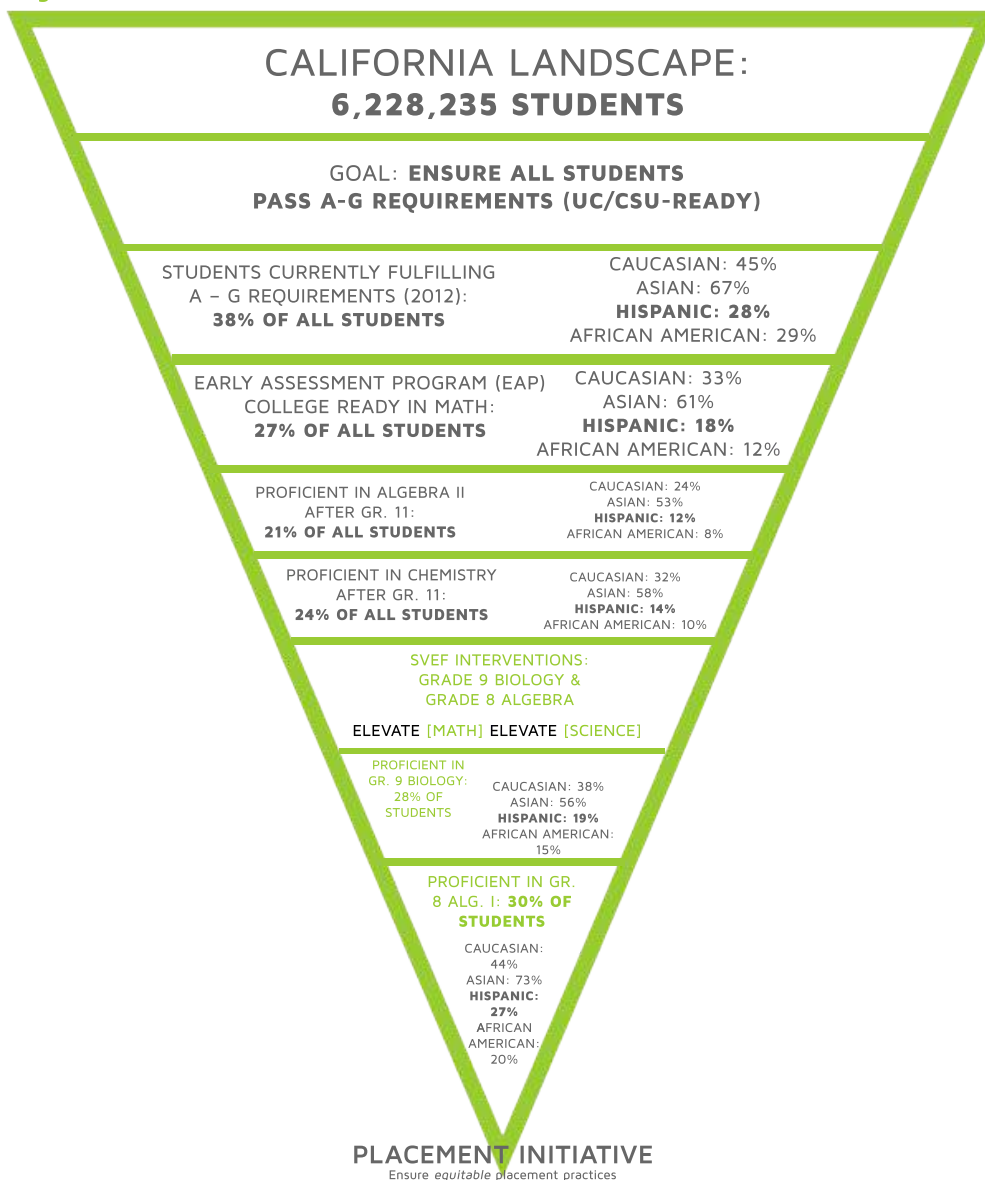 CALIFORNIA LANDSCAPE:
6,228,235 STUDENTS
GOAL: ENSURE ALL STUDENTS
PASS A-G REQUIREMENTS (UC/CSU-READY)
STUDENTS CURRENTLY FULFILLING
A – G REQUIREMENTS (2012):
38% OF ALL STUDENTS
CAUCASIAN: 45%
ASIAN: 67%
HISPANIC: 28%
AFRICAN AMERICAN: 29%
EARLY ASSESSMENT PROGRAM (EAP)
COLLEGE READY IN MATH:
27% OF ALL STUDENTS
CAUCASIAN: 33%
ASIAN: 61%
HISPANIC: 18%
AFRICAN AMERICAN: 12%
PROFICIENT IN ALGEBRA II
AFTER GR. 11:
21% OF ALL STUDENTS
CAUCASIAN: 24%
ASIAN: 53%
HISPANIC: 12%
AFRICAN AMERICAN: 8%
PROFICIENT IN CHEMISTRY
AFTER GR. 11:
24% OF ALL STUDENTS
CAUCASIAN: 32%
ASIAN: 58%
HISPANIC: 14%
AFRICAN AMERICAN: 10%
SVEF INTERVENTIONS:
GRADE 9 BIOLOGY &
GRADE 8 ALGEBRA
ELEVATE [MATH] ELEVATE [SCIENCE]
PROFICIENT IN
GR. 9 BIOLOGY:
28% OF
STUDENTS
CAUCASIAN: 38%
ASIAN: 56%
HISPANIC: 19%
AFRICAN AMERICAN:
15%
PROFICIENT IN GR.
8 ALG. I: 30% OF
STUDENTS
CAUCASIAN:
44%
ASIAN: 73%
HISPANIC:
27%
AFRICAN
AMERICAN:
20%
PLACEMENT INITIATIVE
Ensure equitable placement practices